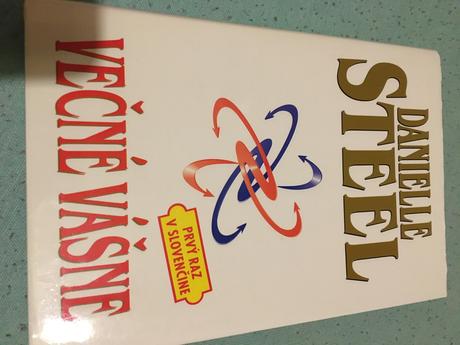 DANIELLE
STEEL
PRVÝ RAZ
V SLOVENČINE
VEČNÉ VÁŠNE